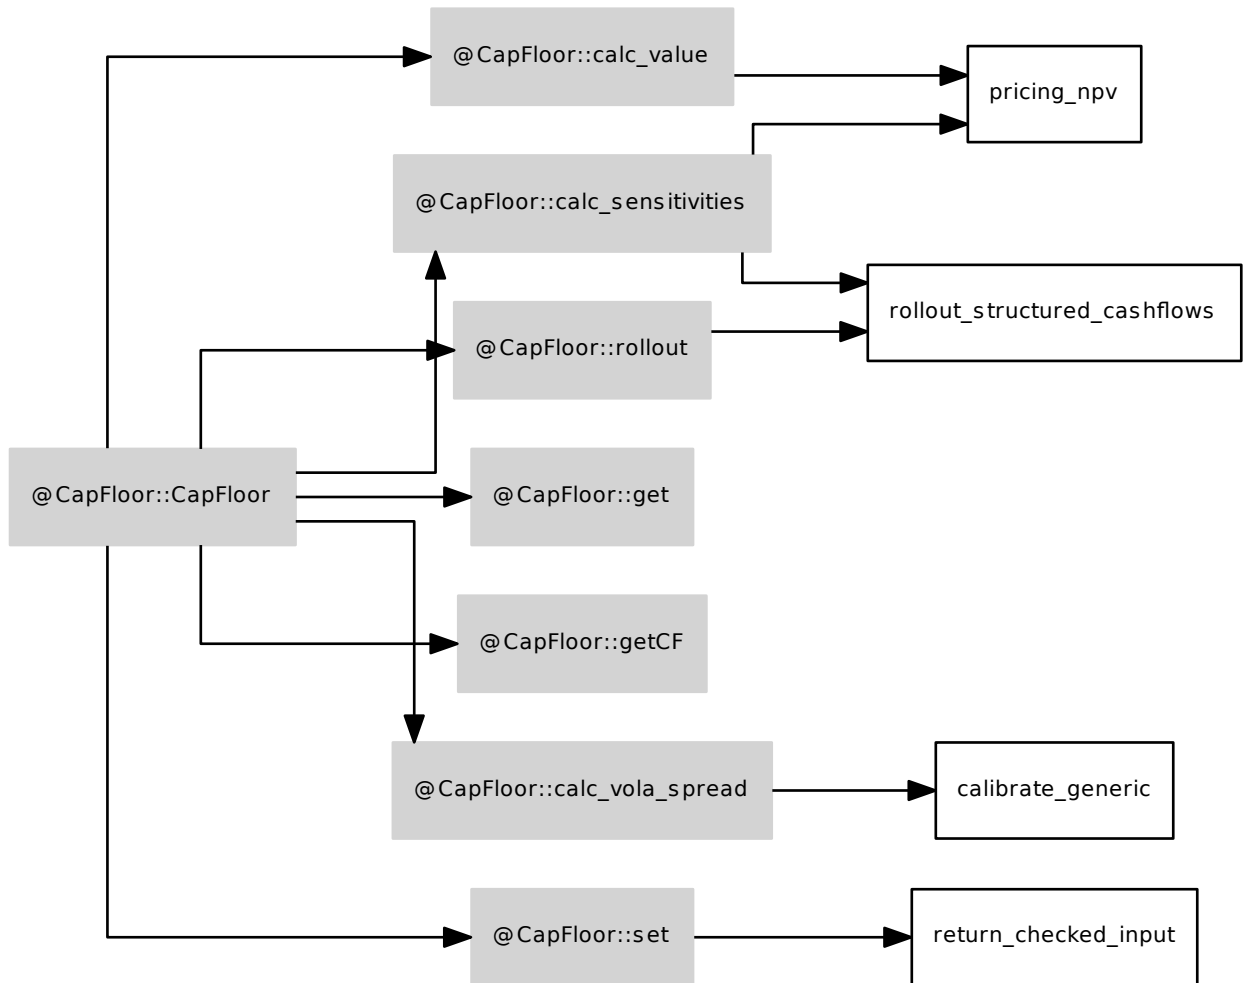 @CapFloor::calc_value
pricing_npv
@CapFloor::calc_sensitivities
rollout_structured_cashflows
@CapFloor::rollout
@CapFloor::CapFloor
@CapFloor::get
@CapFloor::getCF
@CapFloor::calc_vola_spread
calibrate_generic
@CapFloor::set
return_checked_input